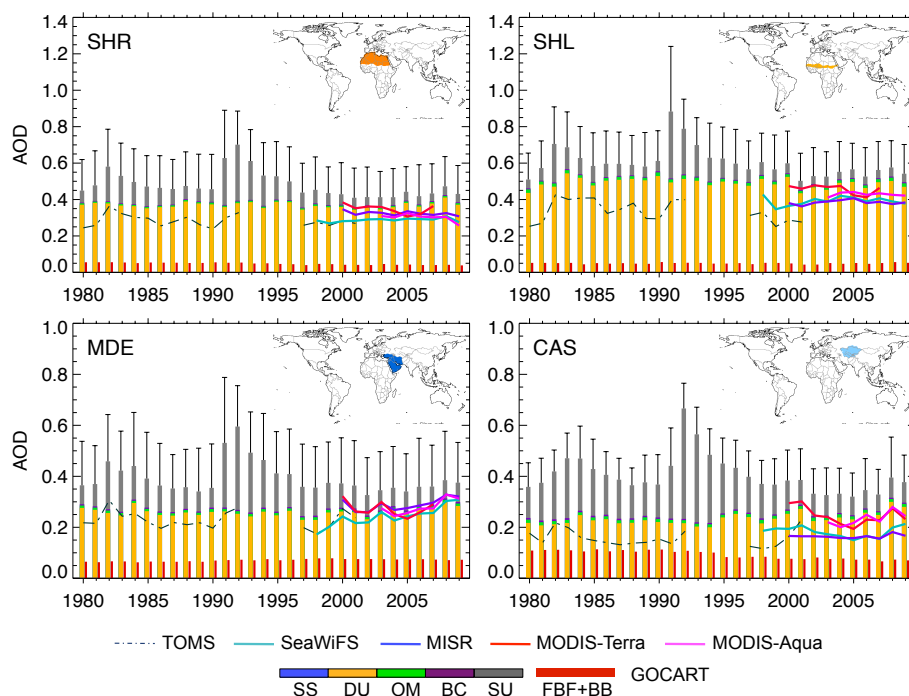 SHR
SHL
AOD
1.4
1.2
1.0
0.8
0.6
0.4
0.2
0.0
1980 1985 1990 1995 2000 2005
1.4
1.2
1.0
0.8
0.6
0.4
0.2
0.0
1980 1985 1990 1995 2000 2005
MDE
CAS
AOD
1.0
0.8
0.6
0.4
0.2
0.0
1980 1985 1990 1995 2000 2005
1.0
0.8
0.6
0.4
0.2
0.0
1980 1985 1990 1995 2000 2005
TOMS SeaWiFS MISR MODIS-Terra MODIS-Aqua
GOCART
SS DU OM BC SU FBF+BB